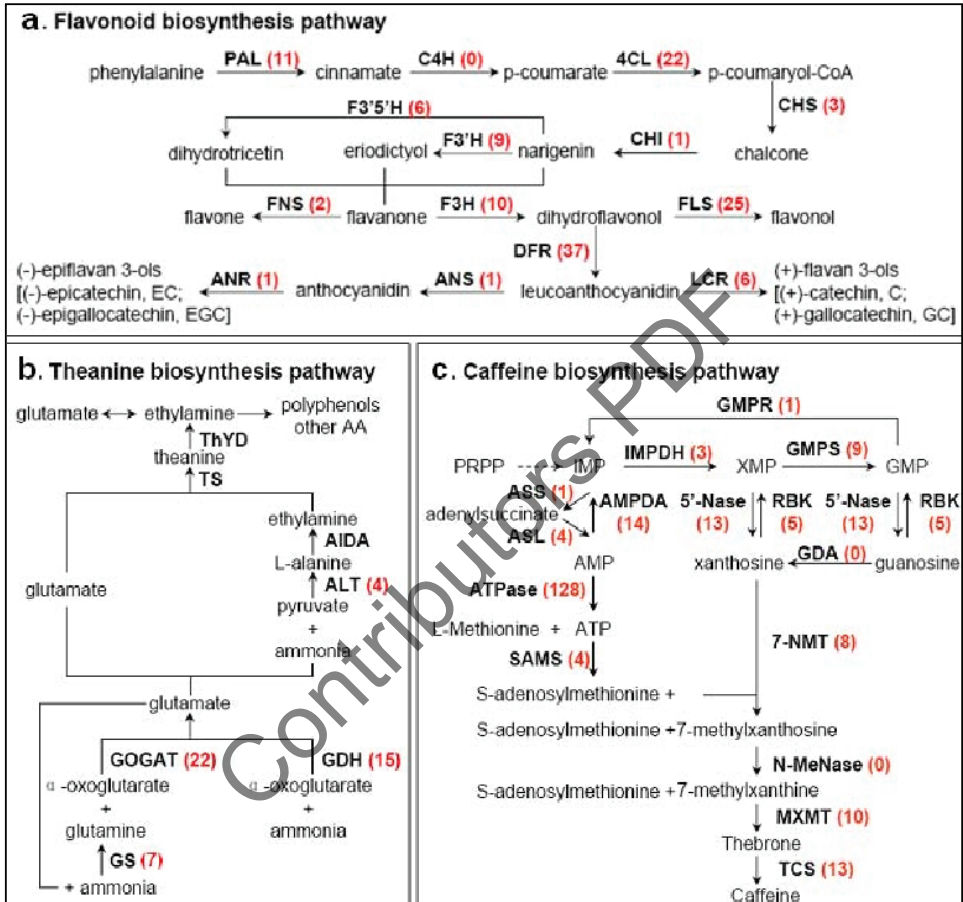 a. Flavonoid biosynthesis pathway
phenylalanine PAL (11) cinnamate C4H (0) p-coumarate 4CL (22) p-coumaryol-CoA
CHS (3)
F3'5'H (6)
dihydrotricetin eriodictyol F3'H (9) narigenin CHI (1) chalcone
flavone FNS (2) flavanone F3H (10) dihydroflavonol FLS (25) flavonol
DFR (37)
(-)-epiflavan 3-ols
[(-)-epicatechin, EC;
(-)-epigallocatechin, EGC]
ANR (1) anthocyanidin ANS (1) leucoanthocyanidin LCR (6)
(+)-flavan 3-ols
[(+)-catechin, C;
(+)-gallocatechin, GC]
b. Theanine biosynthesis pathway
glutamate ethylamine polyphenols
other AA
ThYD
theanine
TS
ethylamine
AIDA
L-alanine
ALT (4)
glutamate
pyruvate
+
ammonia
glutamate
GOGAT (22) GDH (15)
α-oxoglutarate α-oxoglutarate
+ +
glutamine ammonia
GS (7)
+ ammonia
c. Caffeine biosynthesis pathway
GMPR (1)
PRPP IMP IMPDH (3) XMP GMPS (9) GMP
ASS (1)
adenylsuccinate
ASL (4)
AMPDA
(14)
5'-Nase
(13)
RBK
(5)
5'-Nase
(13)
RBK
(5)
AMP xanthosine GDA (0) guanosine
ATPase (128)
L-Methionine + ATP
SAMS (4)
7-NMT (8)
S-adenosylmethionine +
S-adenosylmethionine +7-methylxanthosine
N-MeNase (0)
S-adenosylmethionine +7-methylxanthine
MXMT (10)
Thebrone
TCS (13)
Caffeine
Contributors PDF